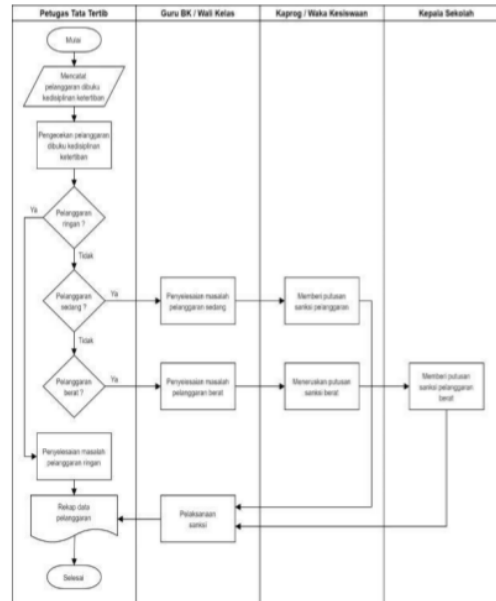 Petugas Tata Tertib
Guru BK / Wali Kelas
Kaprog / Waka Kesiswaan
Kepala Sekolah
Mulai
Mencatat
pelanggaran dibuku
kedisiplinan ketertiban
Pengecekan pelanggaran
dibuku kedisiplinan
ketertiban
Ya
Pelanggaran
ringan ?
Tidak
Pelanggaran
sedang ?
Ya
Penyelesaian masalah
pelanggaran sedang
Memberi putusan
sanksi pelanggaran
Tidak
Pelanggaran
berat ?
Ya
Penyelesaian masalah
pelanggaran berat
Meneruskan putusan
sanksi berat
Memberi putusan
sanksi pelanggaran
berat
Penyelesaian masalah
pelanggaran ringan
Rekap data
pelanggaran
Pelaksanaan
sanksi
Selesai